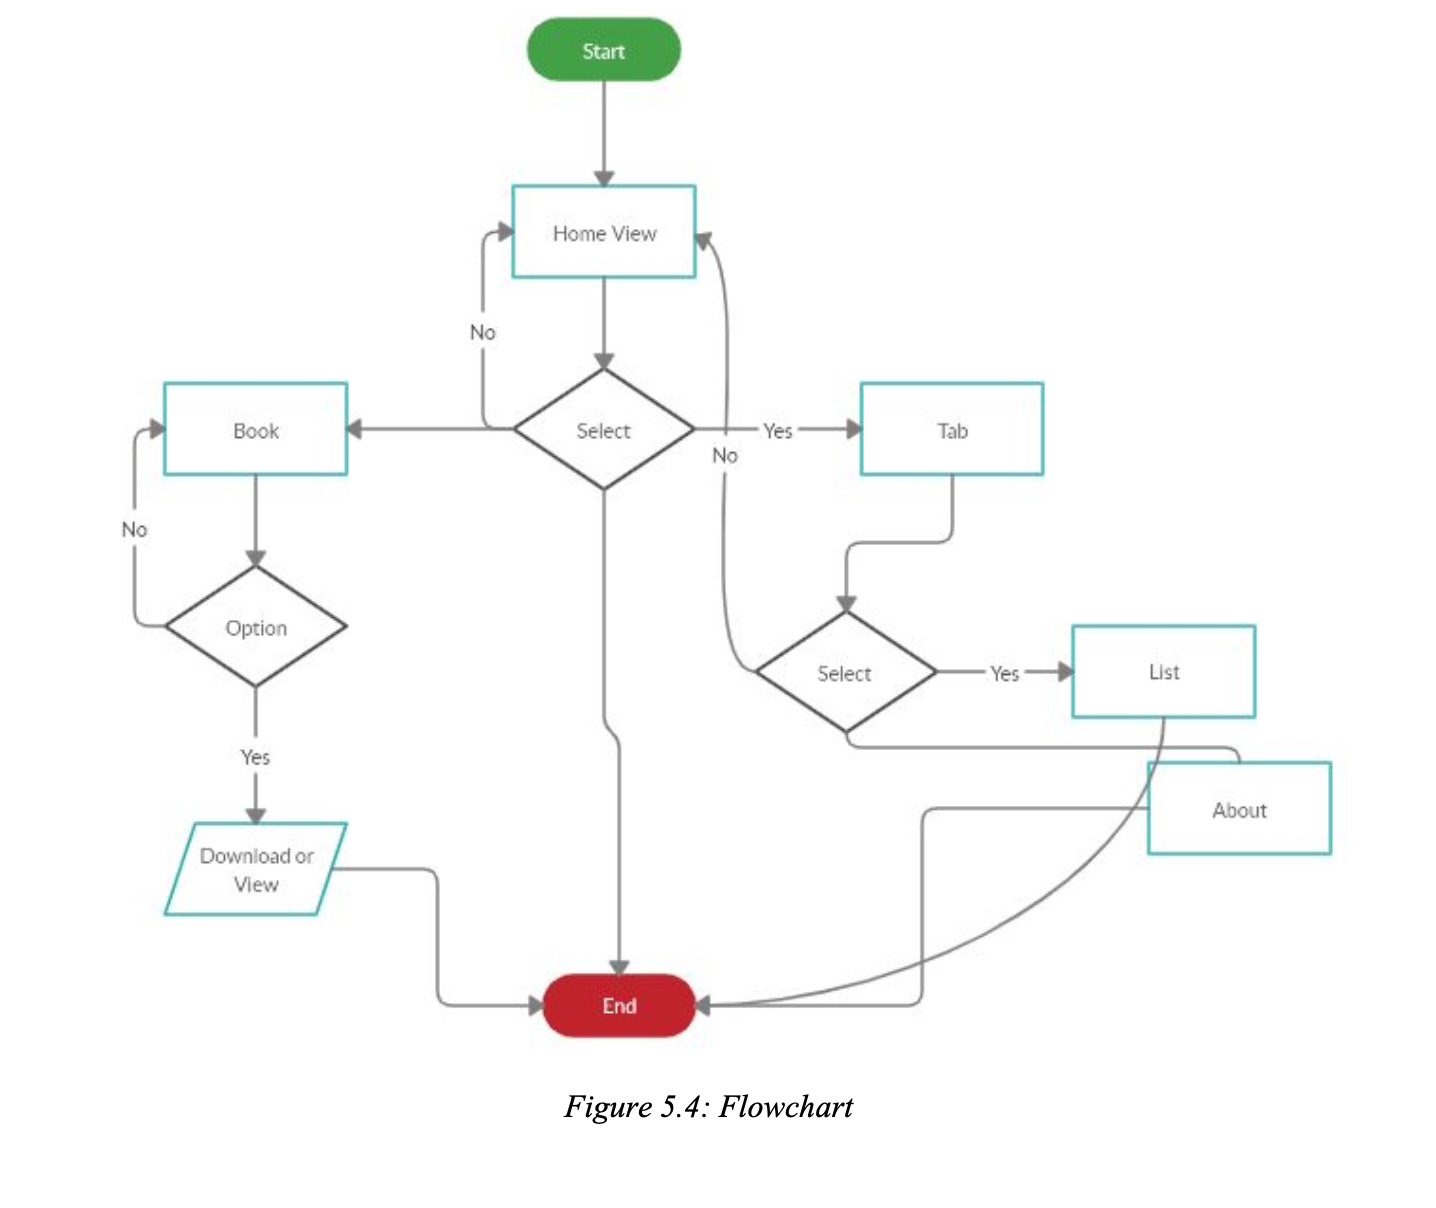 Start
Home View
No
Book
Select
Yes
Tab
No
No
Option
Select
Yes
List
Yes
About
Download or
View
End
Figure 5.4: Flowchart